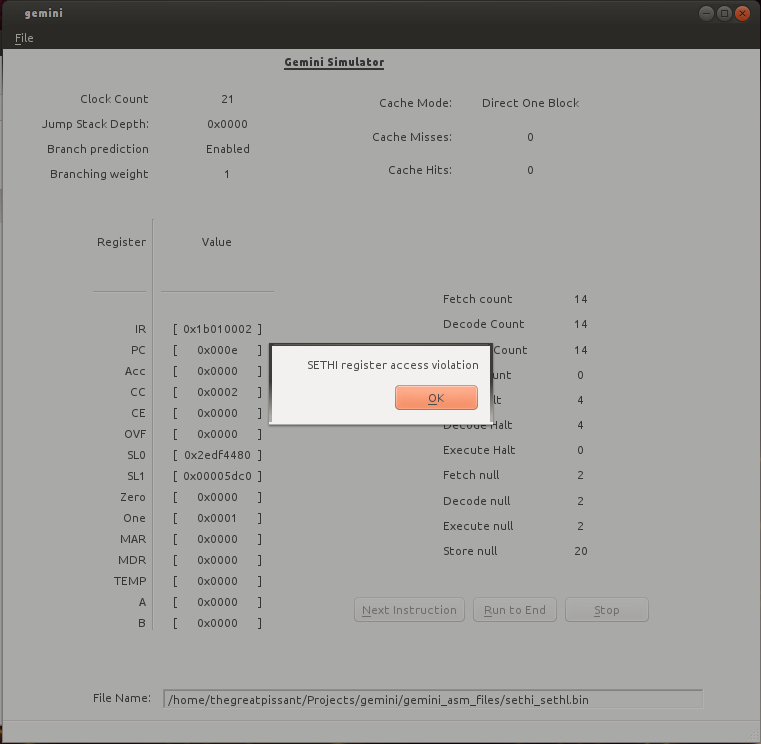 gemini
File
Gemini Simulator
Clock Count 21
Jump Stack Depth: 0x0000
Branch prediction Enabled
Branching weight 1
Cache Mode: Direct One Block
Cache Misses: 0
Cache Hits: 0
Register Value
IR [ 0x1b010002 ]
PC [ 0x000e ]
Acc [ 0x0000 ]
CC [ 0x0002 ]
CE [ 0x0000 ]
OVF [ 0x0000 ]
SL0 [ 0x2edf4480 ]
SL1 [ 0x00005dc0 ]
Zero [ 0x0000 ]
One [ 0x0001 ]
MAR [ 0x0000 ]
MDR [ 0x0000 ]
TEMP [ 0x0000 ]
A [ 0x0000 ]
B [ 0x0000 ]
Fetch count 14
Decode Count 14
Count 14
0
4
Decode Halt 4
Execute Halt 0
Fetch null 2
Decode null 2
Execute null 2
Store null 20
SETHI register access violation
OK
Next Instruction Run to End Stop
File Name: /home/thegreatpissant/Projects/gemini/gemini_asm_files/sethi_sethl.bin